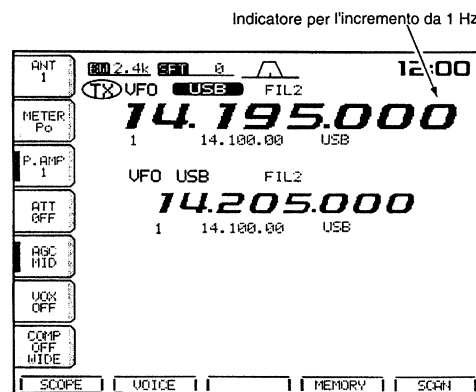 Indicatore per l'incremento da 1 Hz
ANT
1
BW 2.4k SFT 0
12:00
TX VFO USB FIL2
METER
Po
14.195.000
1 14.100.00 USB
P.AMP
1
VFO USB FIL2
ATT
OFF
14.205.000
1 14.100.00 USB
AGC
MID
VOX
OFF
COMP
OFF
WIDE
SCOPE VOICE MEMORY SCAN